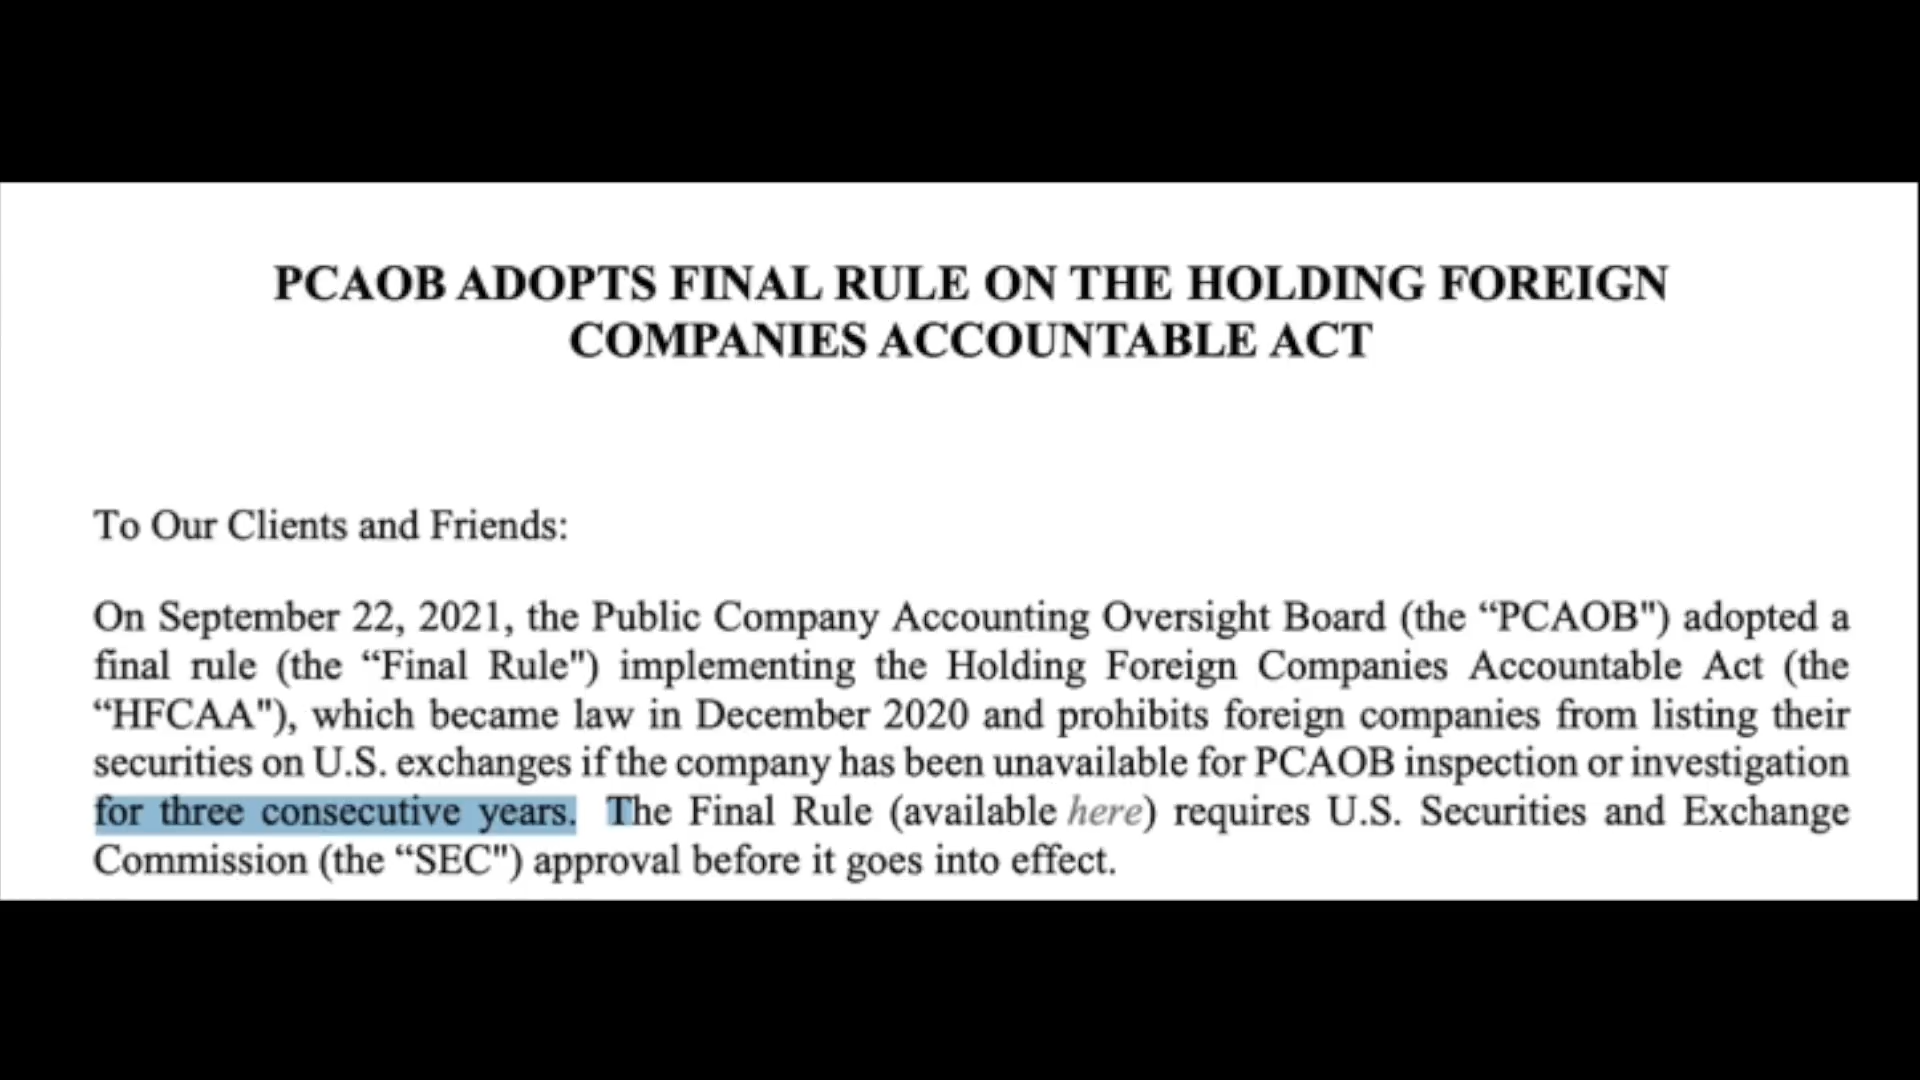 PCAOB ADOPTS FINAL RULE ON THE HOLDING FOREIGN
COMPANIES ACCOUNTABLE ACT
To Our Clients and Friends:
On September 22, 2021, the Public Company Accounting Oversight Board (the “PCAOB") adopted a
final rule (the “Final Rule") implementing the Holding Foreign Companies Accountable Act (the
“HFCAA"), which became law in December 2020 and prohibits foreign companies from listing their
securities on U.S. exchanges if the company has been unavailable for PCAOB inspection or investigation
for three consecutive years. The Final Rule (available here) requires U.S. Securities and Exchange
Commission (the “SEC") approval before it goes into effect.